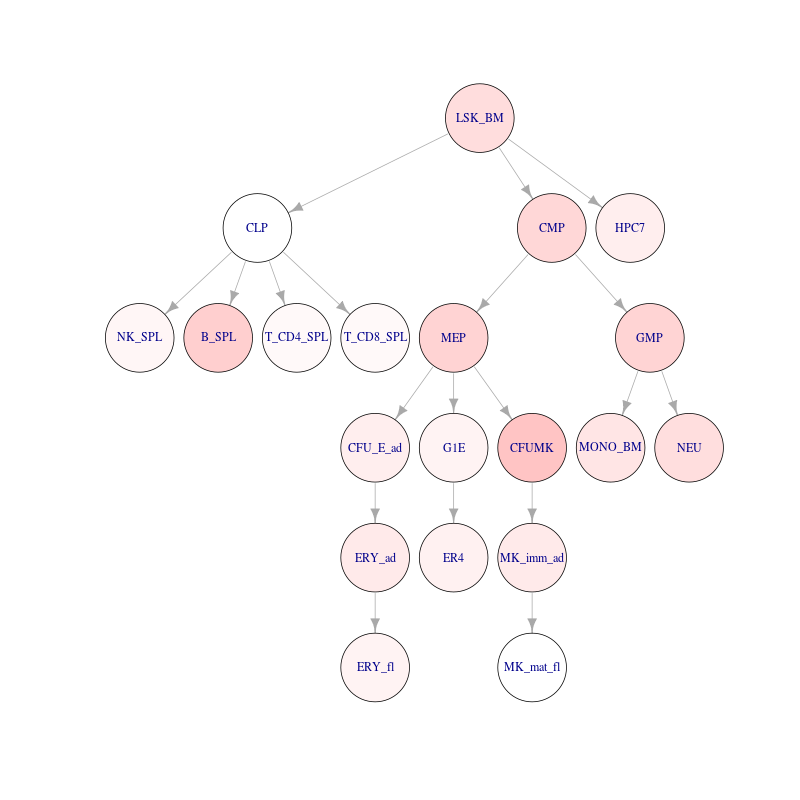 LSK_BM
CLP
CMP
HPC7
NK_SPL
B_SPL
T_CD4_SPL
T_CD8_SPL
MEP
GMP
CFU_E_ad
G1E
CFUMK
MONO_BM
NEU
ERY_ad
ER4
MK_imm_ad
ERY_fl
MK_mat_fl